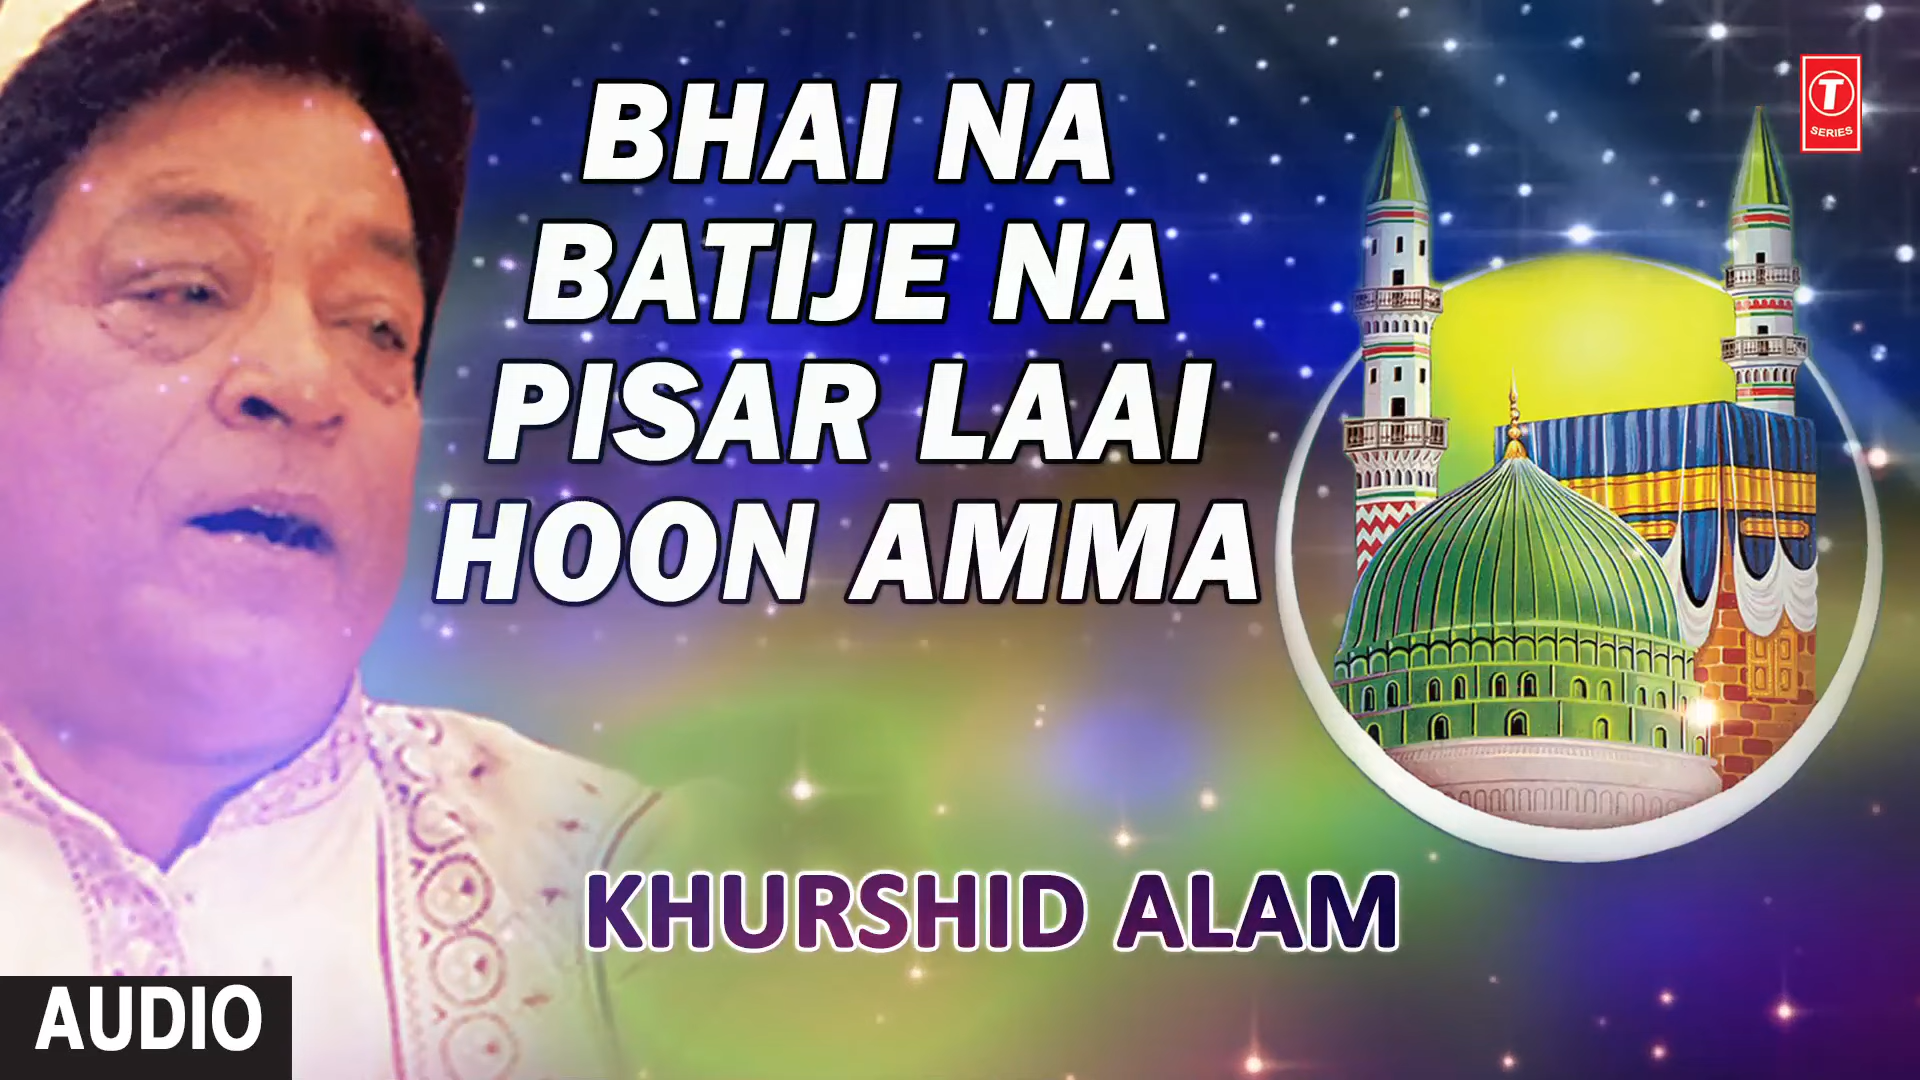 BHAI NA
BATIJE NA
PISAR LAAI
HOON AMMA
T
SERIES
KHURSHID ALAM
AUDIO